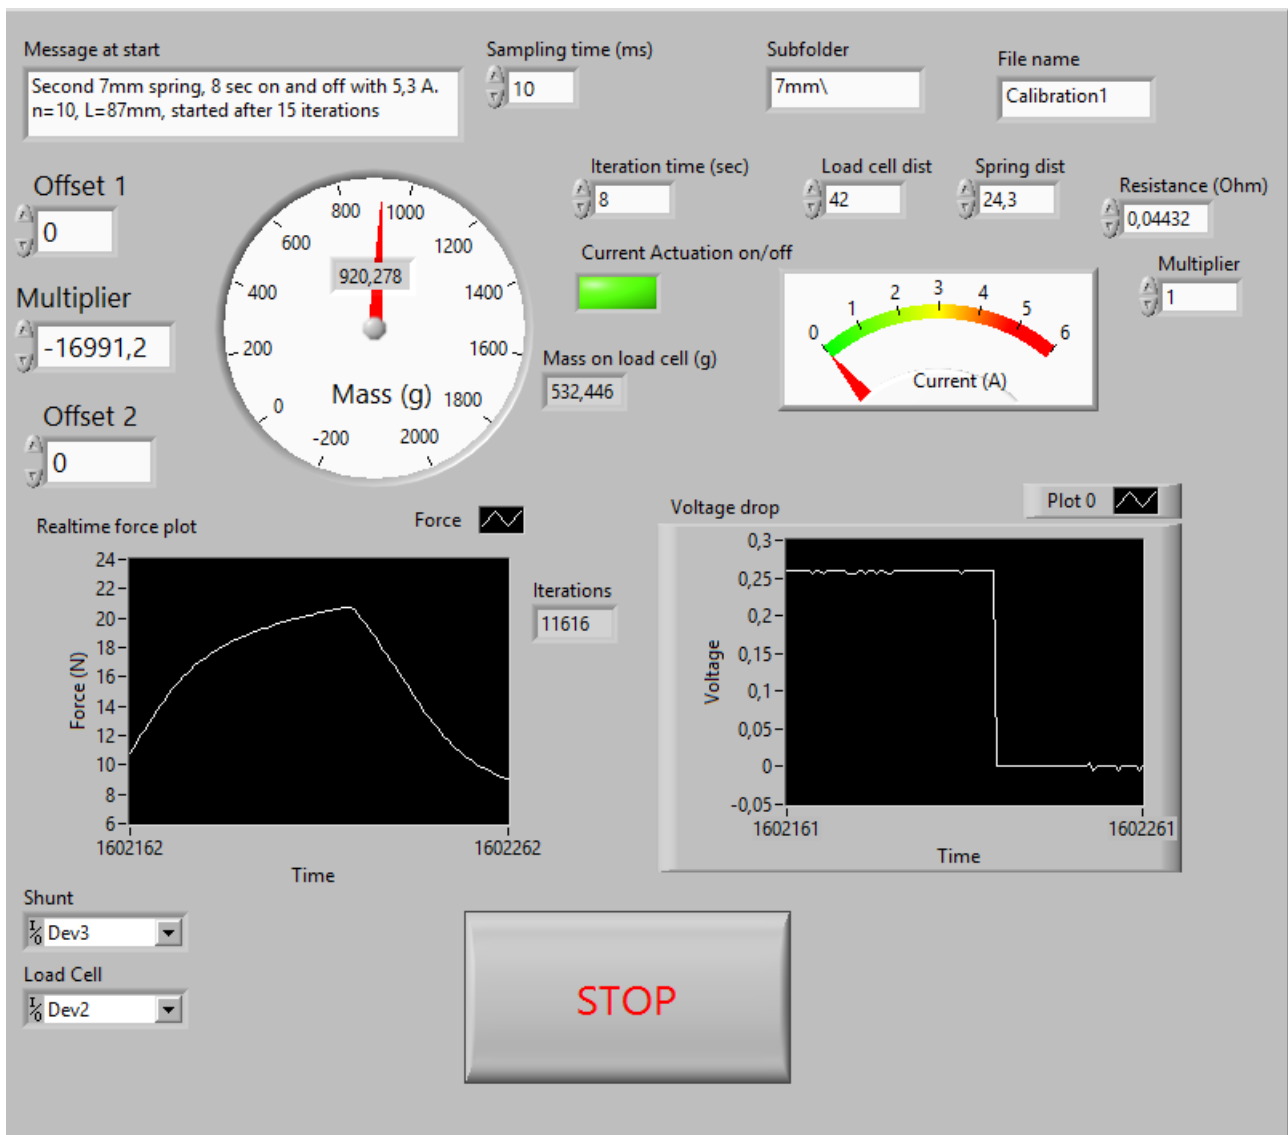 Message at start
Second 7mm spring, 8 sec on and off with 5,3 A.
n=10, L=87mm, started after 15 iterations
Sampling time (ms)
10
Subfolder
7mm\
File name
Calibration1
Offset 1
0
Multiplier
-16991,2
Offset 2
0
-200
0
200
400
600
800
1000
1200
1400
1600
1800
2000
920,278
Mass (g)
Iteration time (sec)
8
Load cell dist
42
Spring dist
24,3
Resistance (Ohm)
0,04432
Multiplier
1
Current Actuation on/off
Mass on load cell (g)
532,446
0
1
2
3
4
5
6
Current (A)
Realtime force plot
Force
24
22
20
18
16
14
12
10
8
6
Force (N)
1602162
1602262
Time
Iterations
11616
Voltage drop
Plot 0
0,3
0,25
0,2
0,15
0,1
0,05
0
-0,05
Voltage
1602161
1602261
Time
Shunt
I/O Dev3
Load Cell
I/O Dev2
STOP